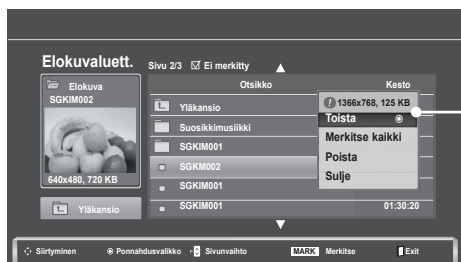 Elokuvaluett.
Sivu 2/3 ☑ Ei merkitty
Elokuva
SGKIM002
640x480, 720 KB
Yläkansio
Otsikko Kesto
Yläkansio
Suosikkimusiikki
SGKIM001
SGKM002
SGKIM001
SGKIM001 01:30:20
1366x768, 125 KB
Toista
Merkitse kaikki
Poista
Sulje
Siirtyminen Ponnahdusvalikko P Sivunvaihto MARK Merkitse Exit